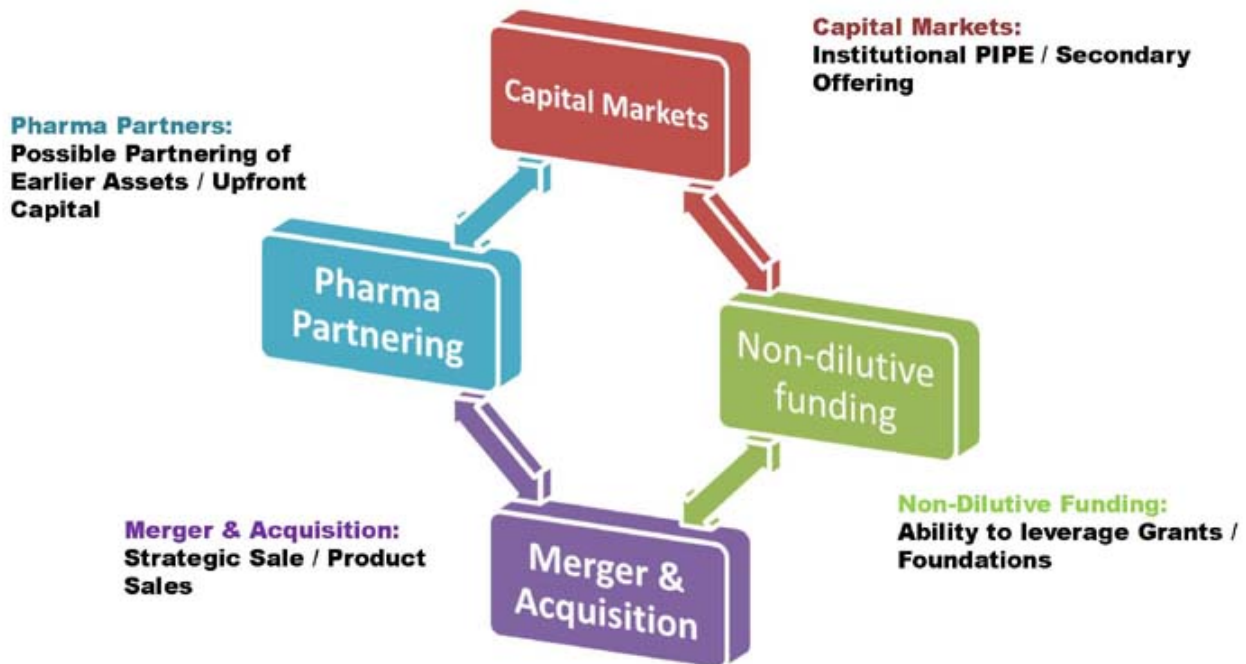 Capital Markets:
Institutional PIPE / Secondary
Offering
Capital Markets
Pharma Partners:
Possible Partnering of
Earlier Assets / Upfront
Capital
Pharma
Partnering
Non-dilutive
funding
Merger & Acquisition:
Strategic Sale / Product
Sales
Merger &
Acquisition
Non-Dilutive Funding:
Ability to leverage Grants /
Foundations